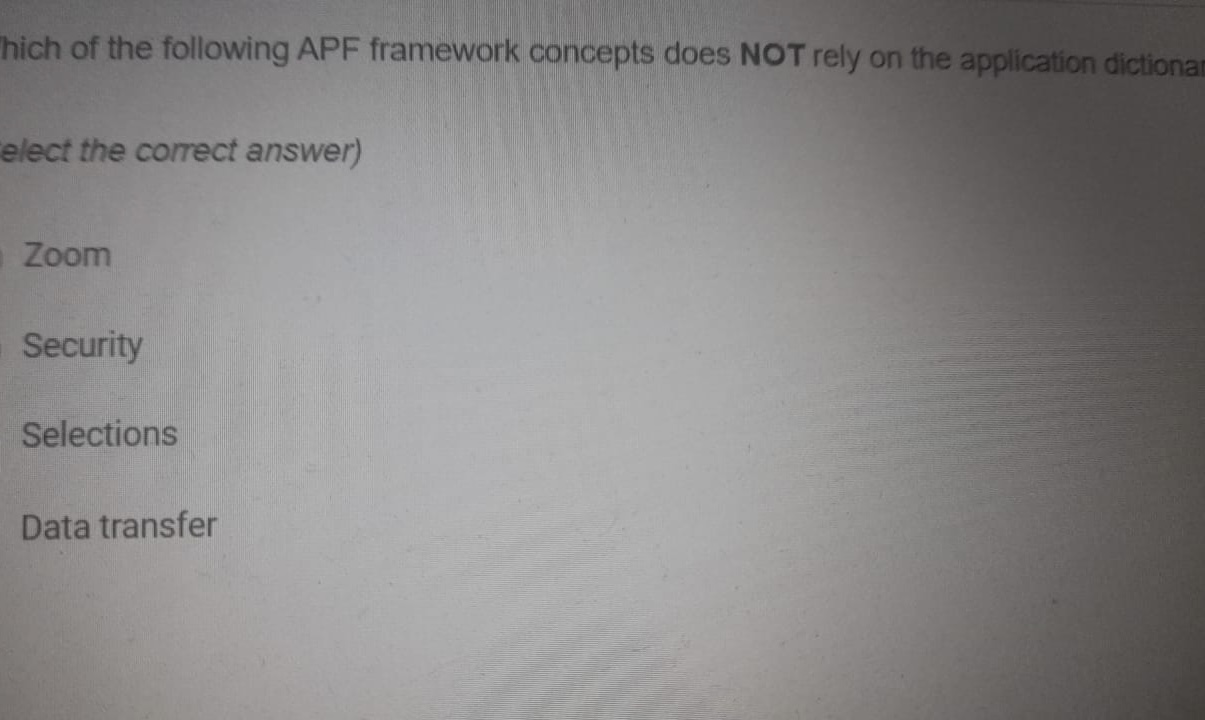 hich of the following APF framework concepts does NOT rely on the application dictionar
elect the correct answer)
Zoom
Security
Selections
Data transfer